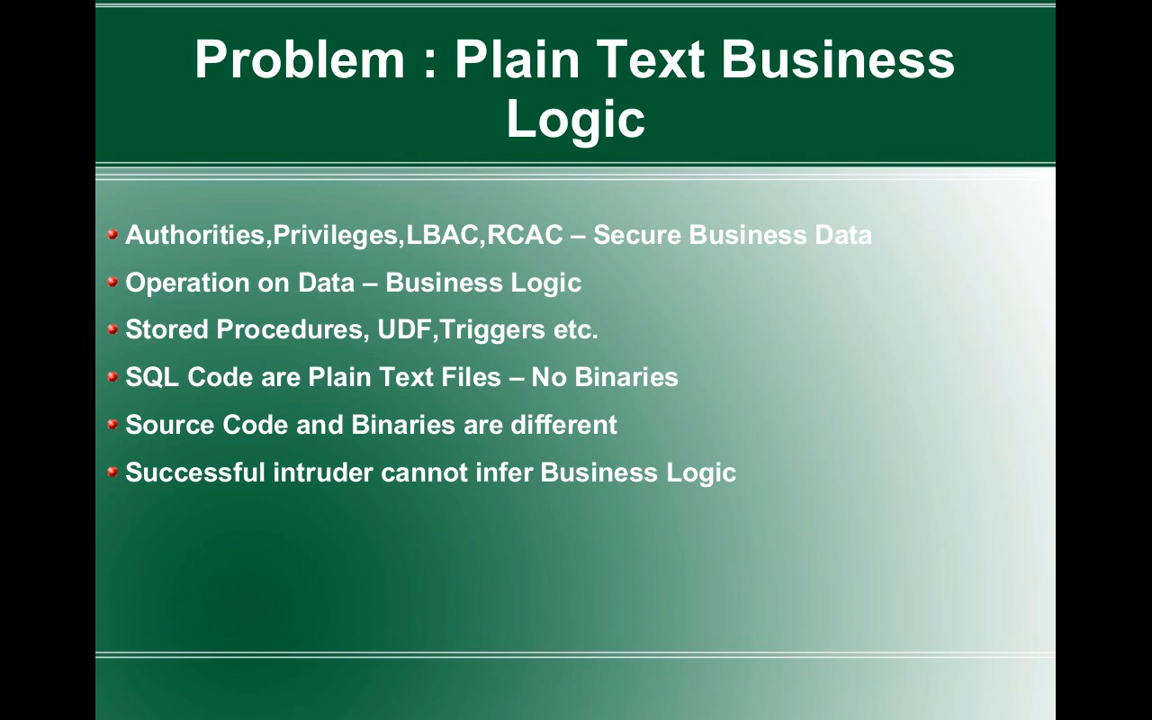 Problem : Plain Text Business
Logic
Authorities,Privileges,LBAC,RCAC – Secure Business Data
Operation on Data – Business Logic
Stored Procedures, UDF,Triggers etc.
SQL Code are Plain Text Files – No Binaries
Source Code and Binaries are different
Successful intruder cannot infer Business Logic